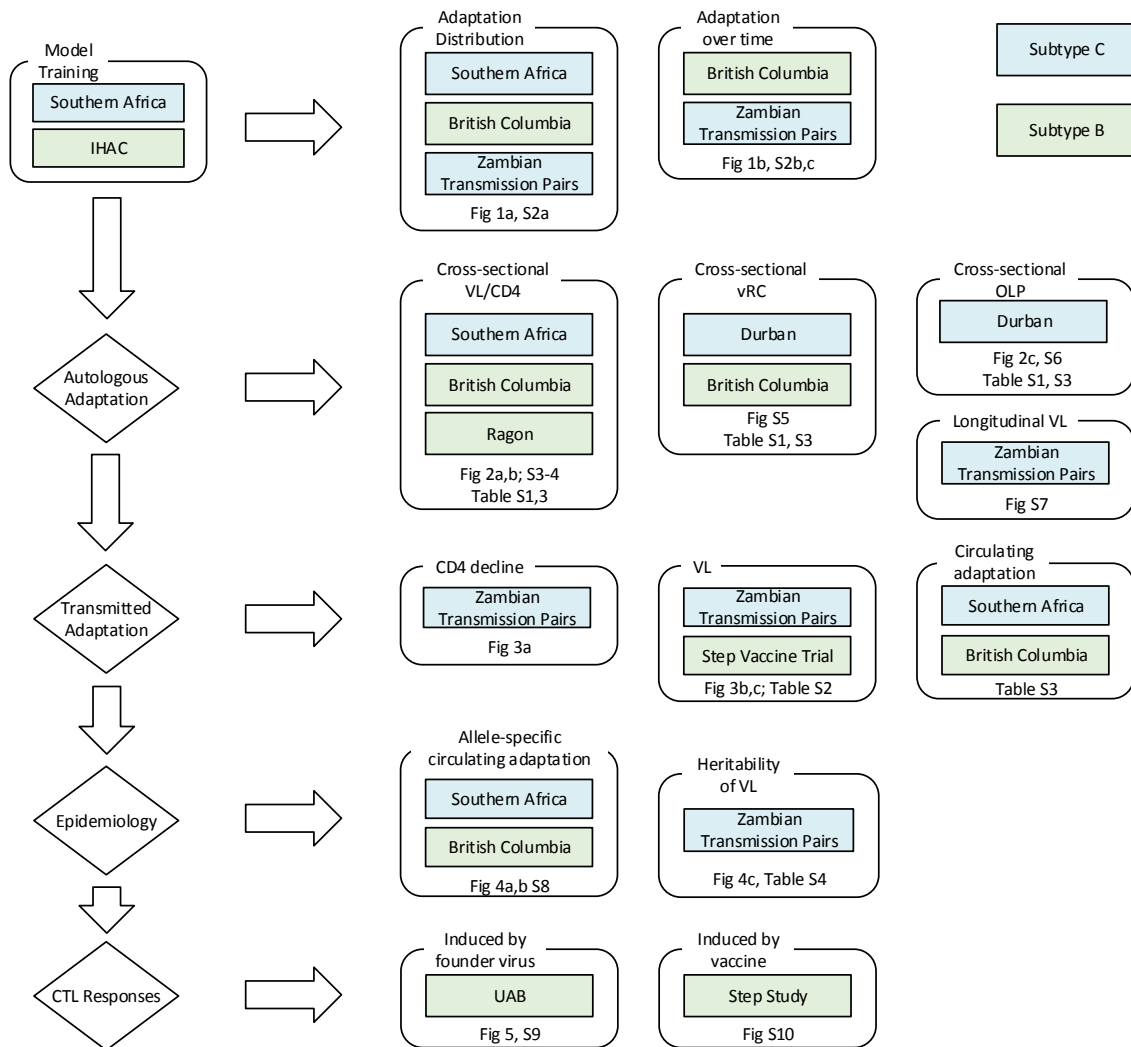 Model
Training
Southern Africa
IHAC
Adaptation
Distribution
Southern Africa
British Columbia
Zambian
Transmission Pairs
Fig 1a, S2a
Adaptation
over time
British Columbia
Zambian
Transmission Pairs
Fig 1b, S2b,c
Subtype C
Subtype B
Autologous
Adaptation
Cross-sectional
VL/CD4
Southern Africa
British Columbia
Ragon
Fig 2a,b; S3-4
Table S1,3
Cross-sectional
vRC
Durban
British Columbia
Fig S5
Table S1, S3
Cross-sectional
OLP
Durban
Fig 2c, S6
Table S1, S3
Longitudinal VL
Zambian
Transmission Pairs
Fig S7
Transmitted
Adaptation
CD4 decline
Zambian
Transmission Pairs
Fig 3a
VL
Zambian
Transmission Pairs
Step Vaccine Trial
Fig 3b,c; Table S2
Circulating
adaptation
Southern Africa
British Columbia
Table S3
Epidemiology
Allele-specific
circulating adaptation
Southern Africa
British Columbia
Fig 4a,b S8
Heritability
of VL
Zambian
Transmission Pairs
Fig 4c, Table S4
CTL Responses
Induced by
founder virus
UAB
Fig 5, S9
Induced by
vaccine
Step Study
Fig S10